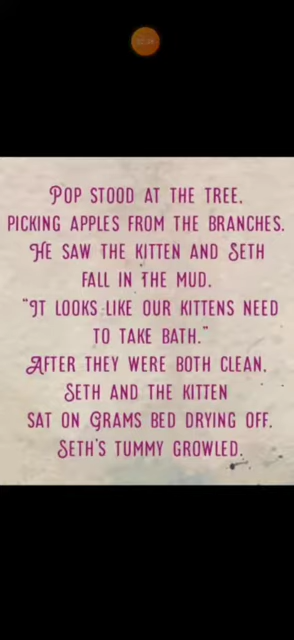 Pop stood at the tree,
picking apples from the branches.
He saw the kitten and Seth
fall in the mud.
"It looks like our kittens need
to take bath."
After they were both clean,
Seth and the kitten
sat on Grams bed drying off.
Seth's tummy growled.